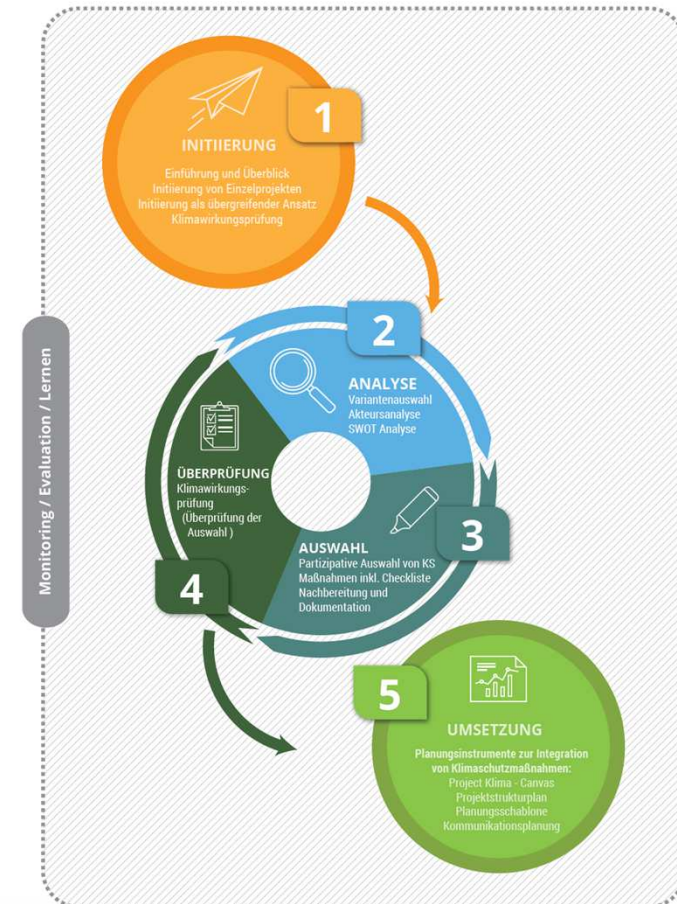 1
INITIIERUNG
Einführung und Überblick
Initiierung von Einzelprojekten
Initiierung als übergreifender Ansatz
Klimawirkungsprüfung
Monitoring / Evaluation / Lernen
2
ANALYSE
Variantenauswahl
Akteursanalyse
SWOT Analyse
3
AUSWAHL
Partizipative Auswahl von KS
Maßnahmen inkl. Checkliste
Nachbereitung und
Dokumentation
ÜBERPRÜFUNG
Klimawirkungs-
prüfung
(Überprüfung der
Auswahl )
4
5
UMSETZUNG
Planungsinstrumente zur Integration
von Klimaschutzmaßnahmen:
Project Klima - Canvas
Projektstrukturplan
Planungsschablone
Kommunikationsplanung